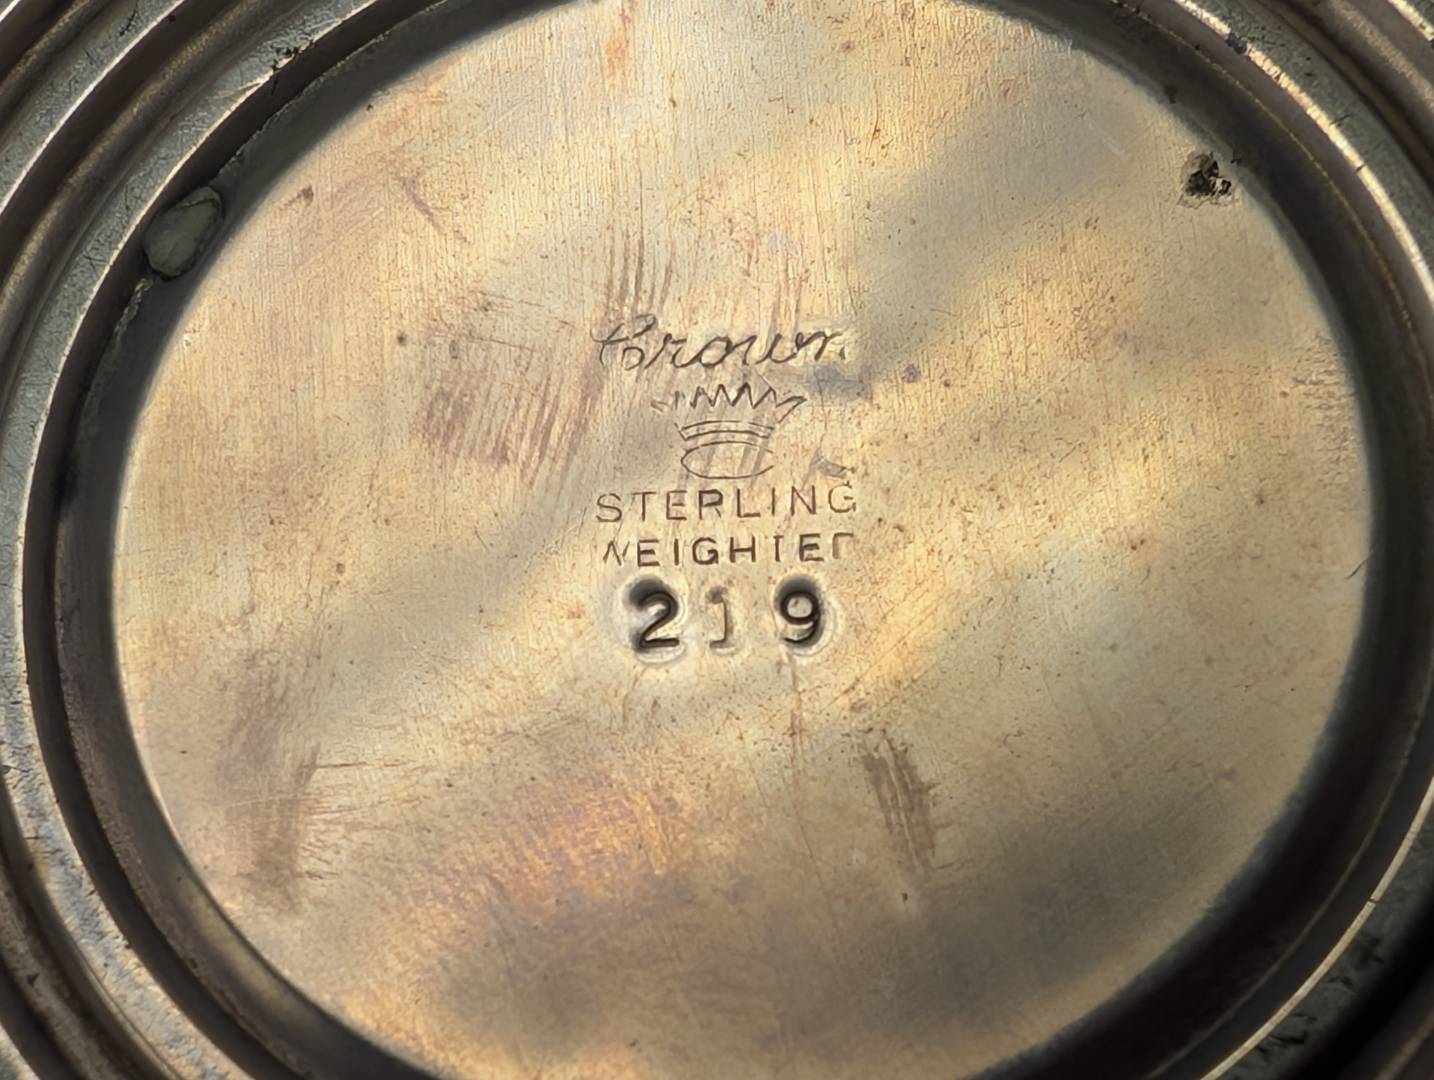 Crown
STERLING
WEIGHTED
219